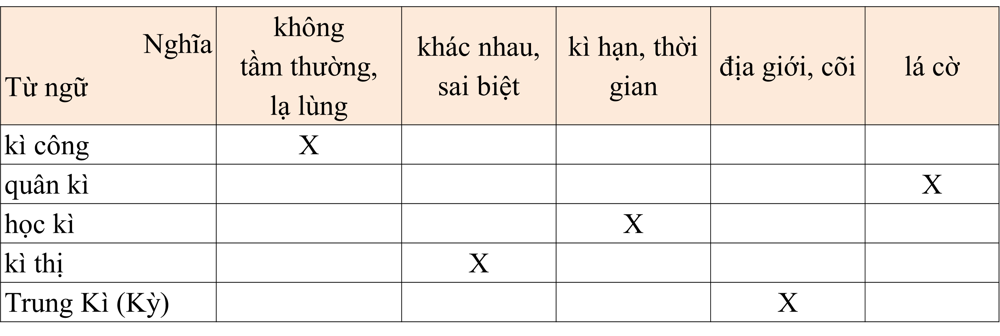 Nghĩa
Từ ngữ
không
tầm thường,
lạ lùng
khác nhau,
sai biệt
kì hạn, thời
gian
địa giới, cõi
lá cờ
kì công X
quân kì X
học kì X
kì thị X
Trung Kì (Kỳ) X